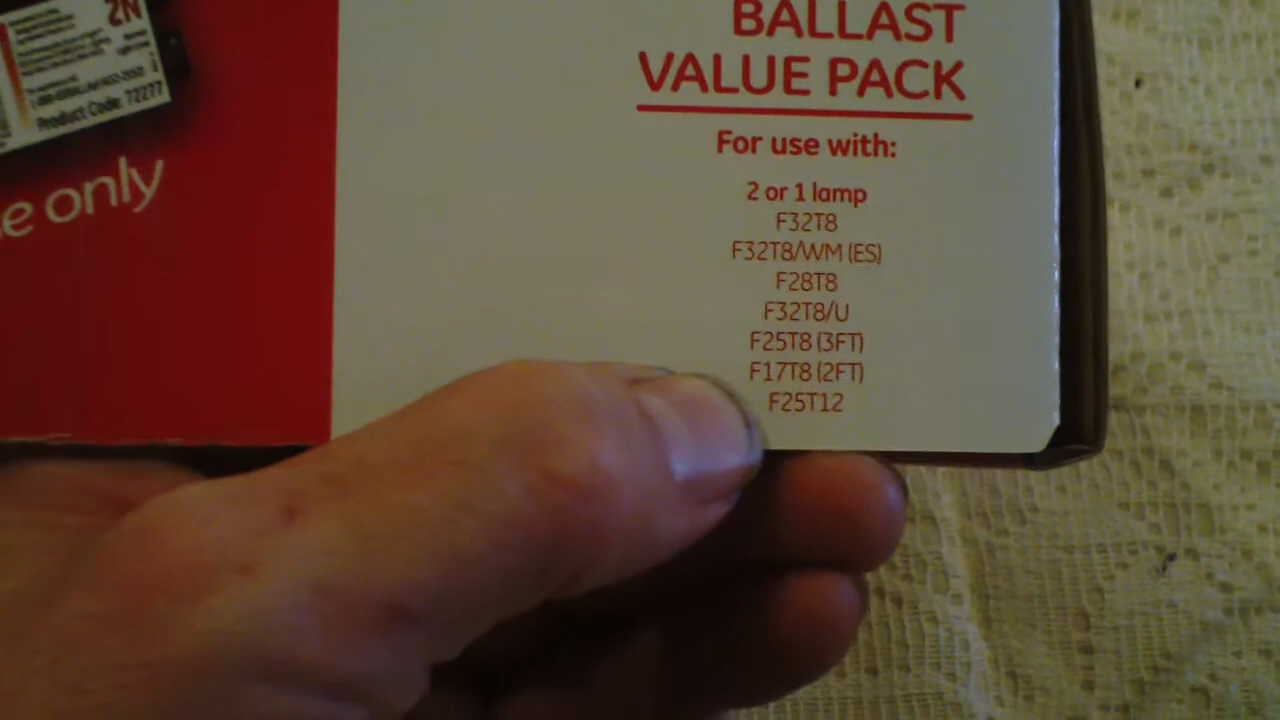 2N
Product Code: 72277
e only
BALLAST
VALUE PACK
For use with:
2 or 1 lamp
F32T8
F32T8/WM (ES)
F28T8
F32T8/U
F25T8 (3FT)
F17T8 (2FT)
F25T12